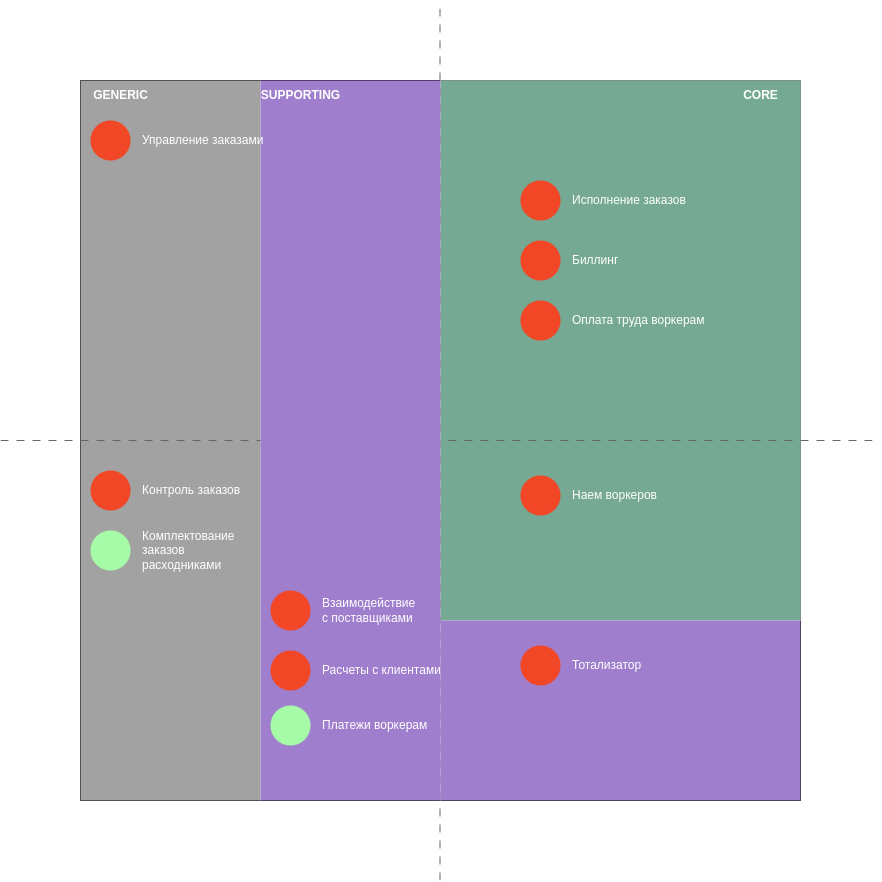 GENERIC
SUPPORTING
CORE
Управление заказами
Исполнение заказов
Биллинг
Оплата труда воркерам
Контроль заказов
Наем воркеров
Комплектование
заказов
расходниками
Взаимодействие
с поставщиками
Расчеты с клиентами
Тотализатор
Платежи воркерам